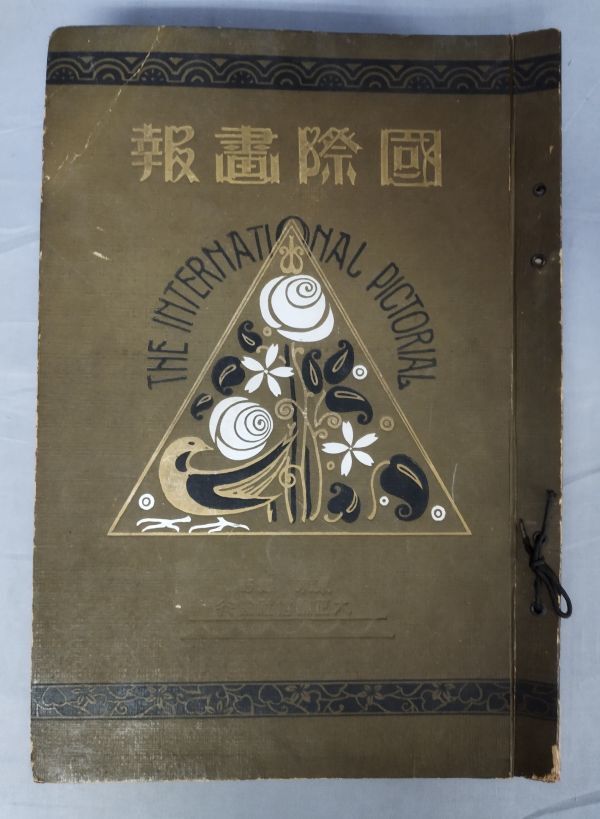 國際畫報
THE INTERNATIONAL PICTORIAL